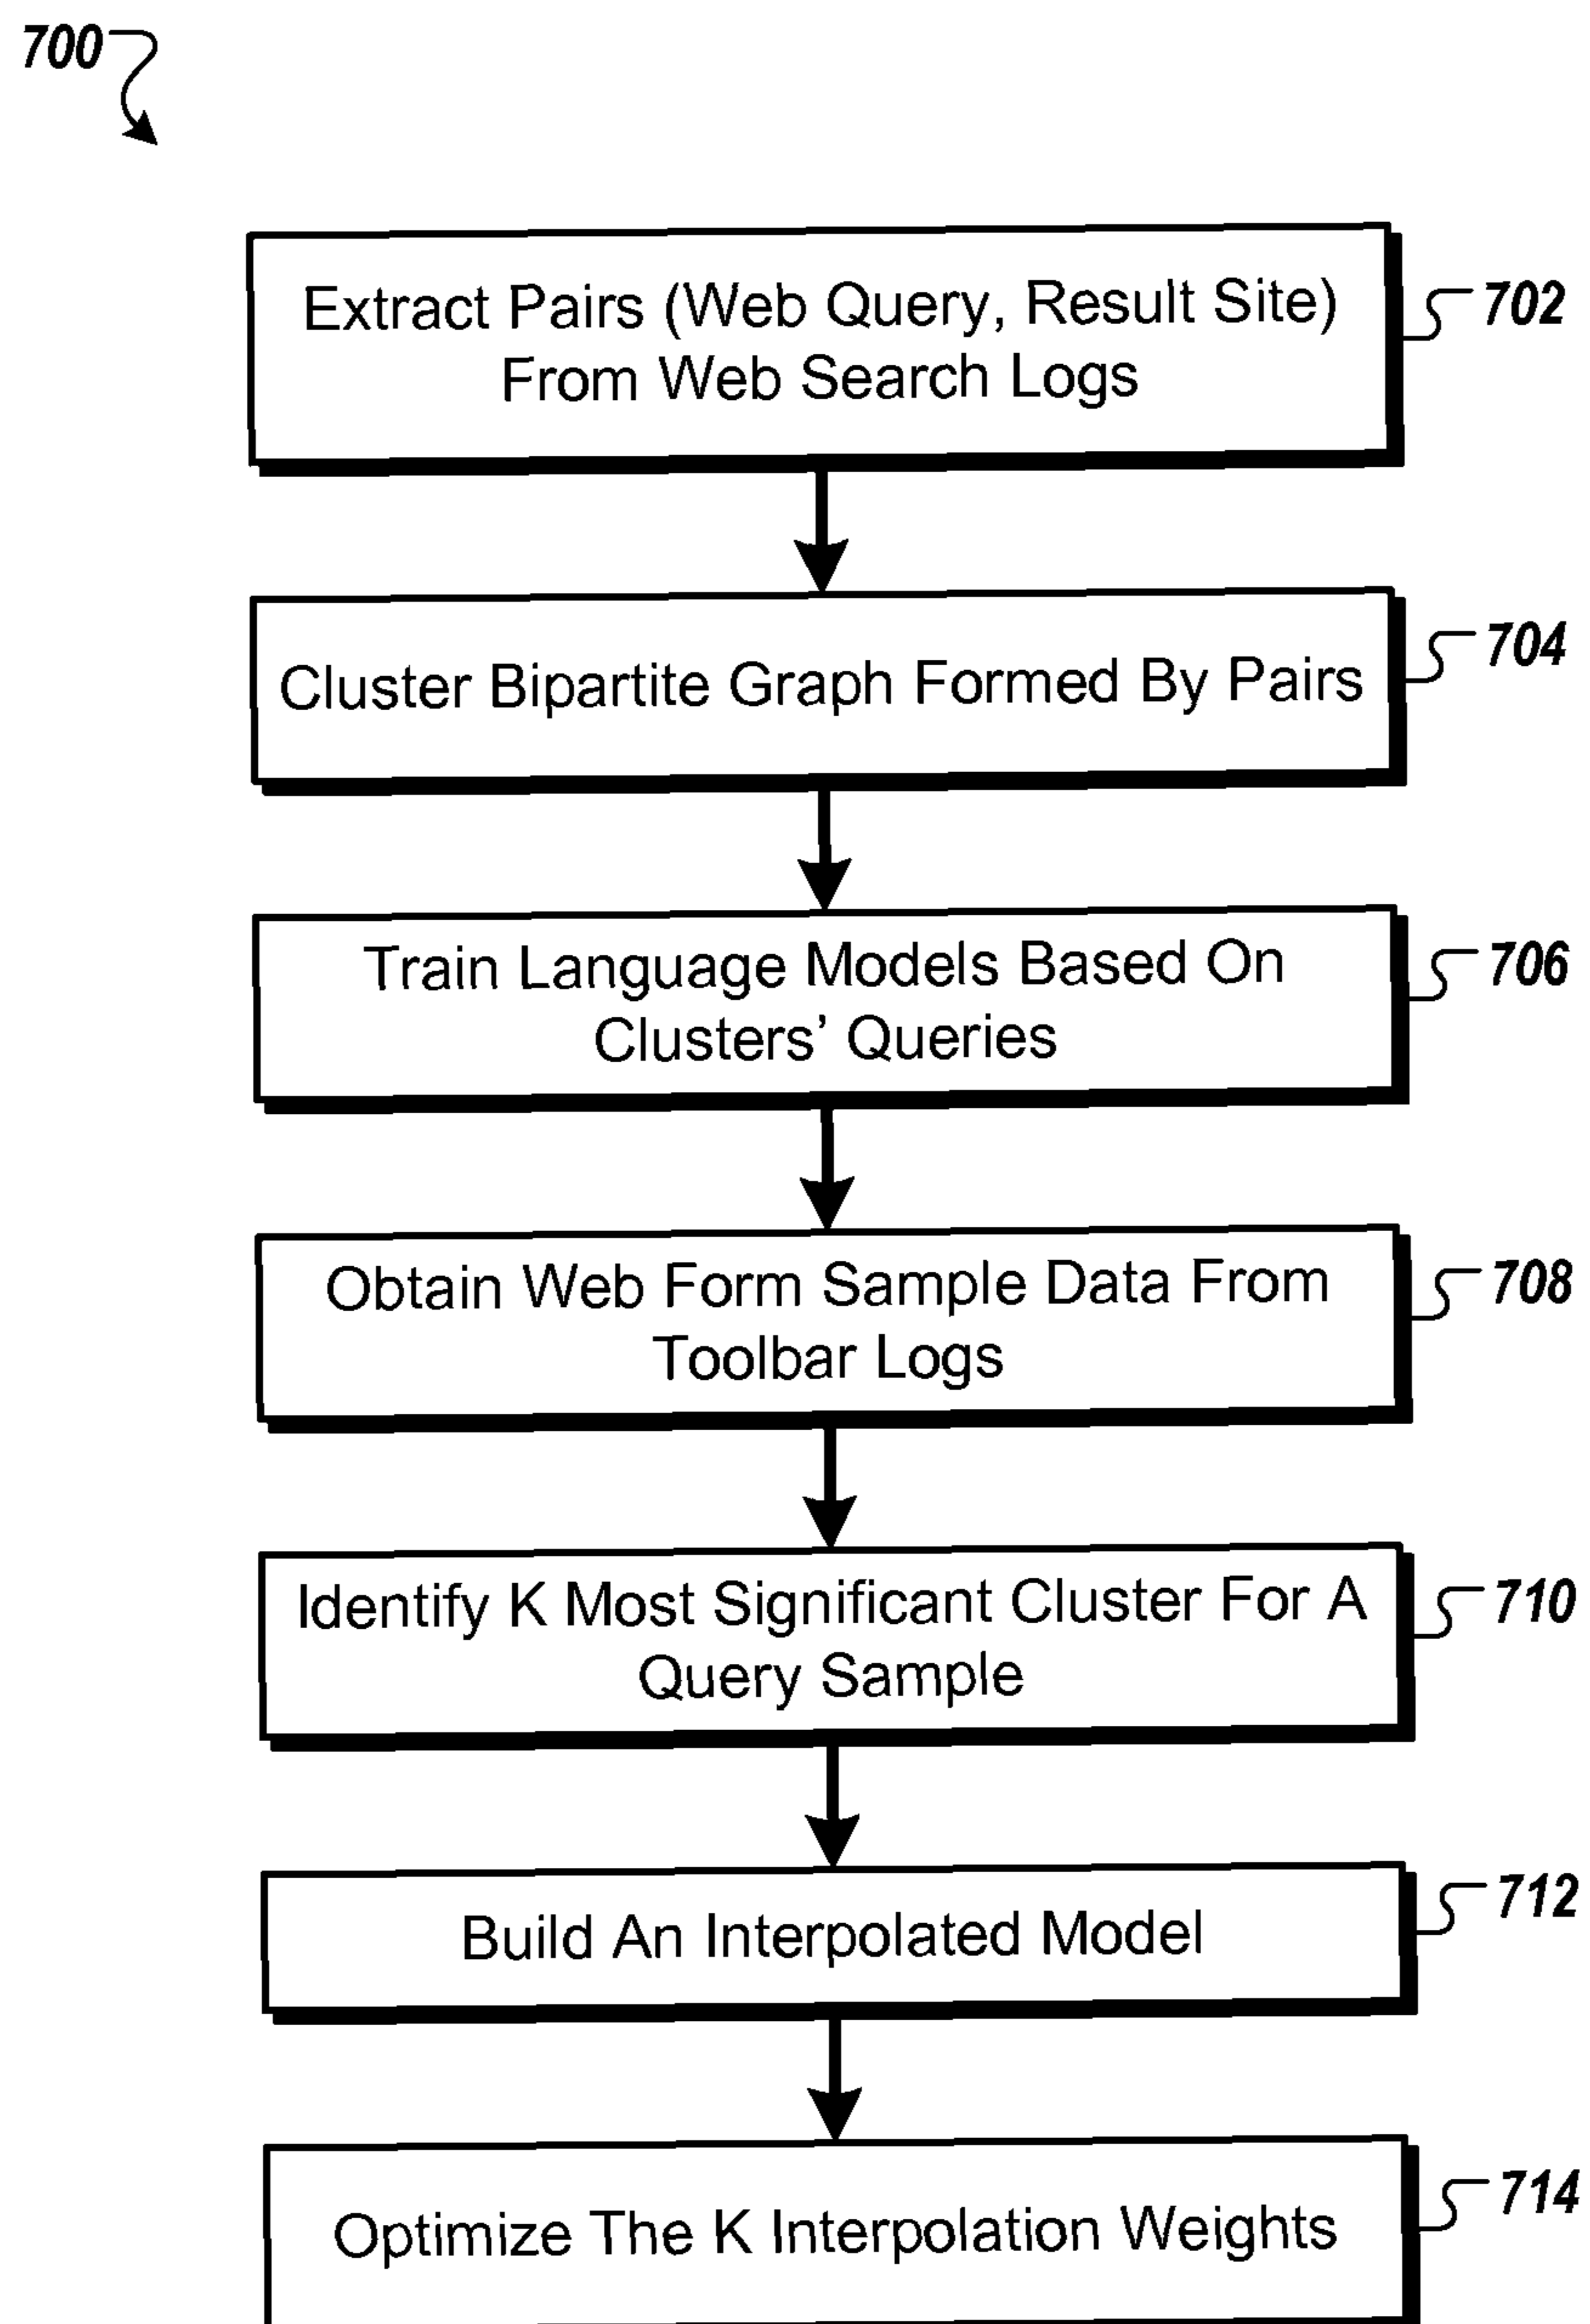 700
Extract Pairs (Web Query, Result Site)
From Web Search Logs
702
Cluster Bipartite Graph Formed By Pairs
704
Train Language Models Based On
Clusters’ Queries
706
Obtain Web Form Sample Data From
Toolbar Logs
708
Identify K Most Significant Cluster For A
Query Sample
710
Build An Interpolated Model
712
Optimize The K Interpolation Weights
714